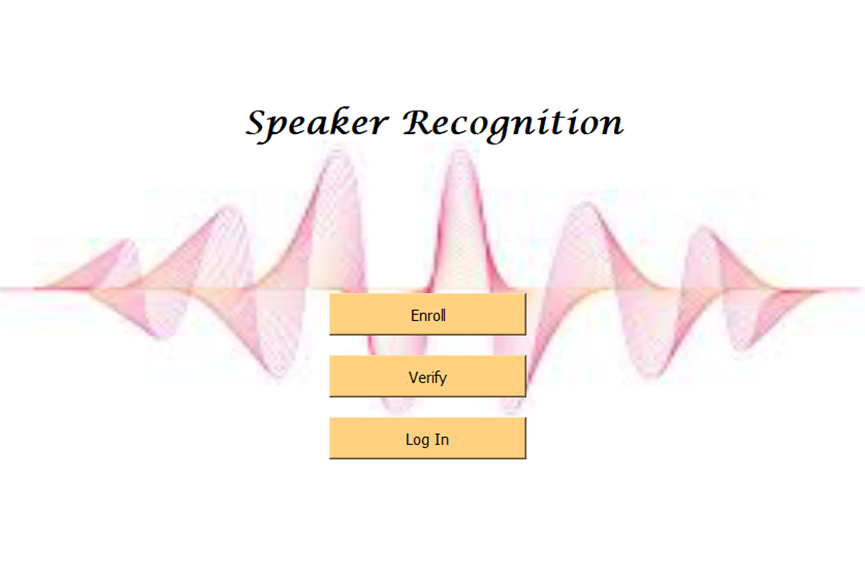 Speaker Recognition
Enroll
Verify
Log In